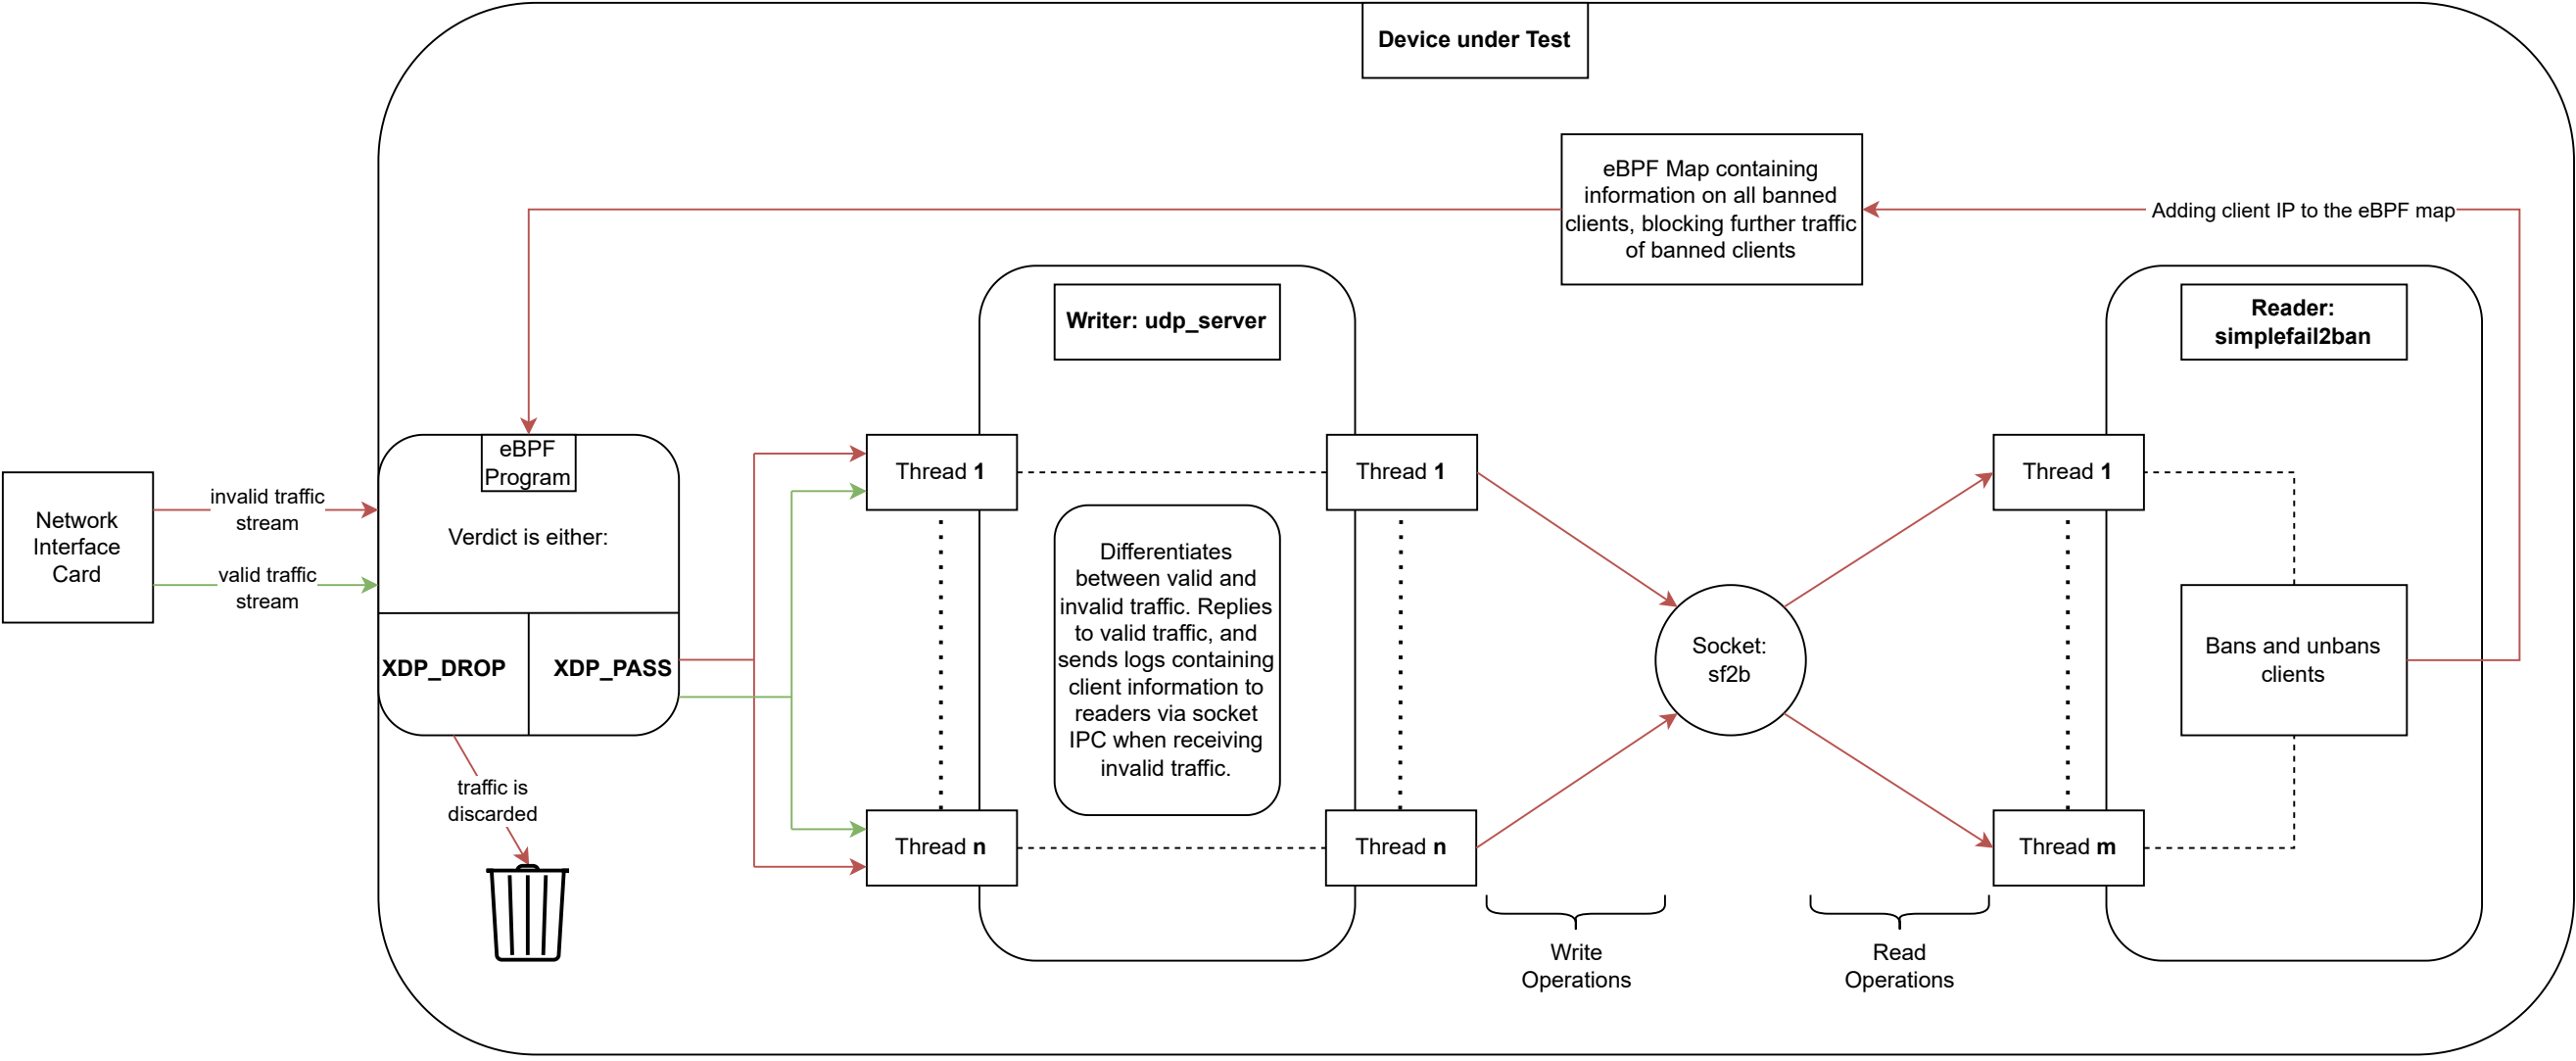 Device under Test
eBPF Map containing
information on all banned
clients, blocking further traffic
of banned clients
Adding client IP to the eBPF map
Writer: udp_server
Reader:
simplefail2ban
eBPF
Program
Verdict is either:
XDP_DROP
XDP_PASS
Network
Interface
Card
invalid traffic
stream
valid traffic
stream
traffic is
discarded
Thread 1
Thread 1
Thread n
Thread n
Differentiates
between valid and
invalid traffic. Replies
to valid traffic, and
sends logs containing
client information to
readers via socket
IPC when receiving
invalid traffic.
Socket:
sf2b
Thread 1
Thread m
Bans and unbans
clients
Write
Operations
Read
Operations